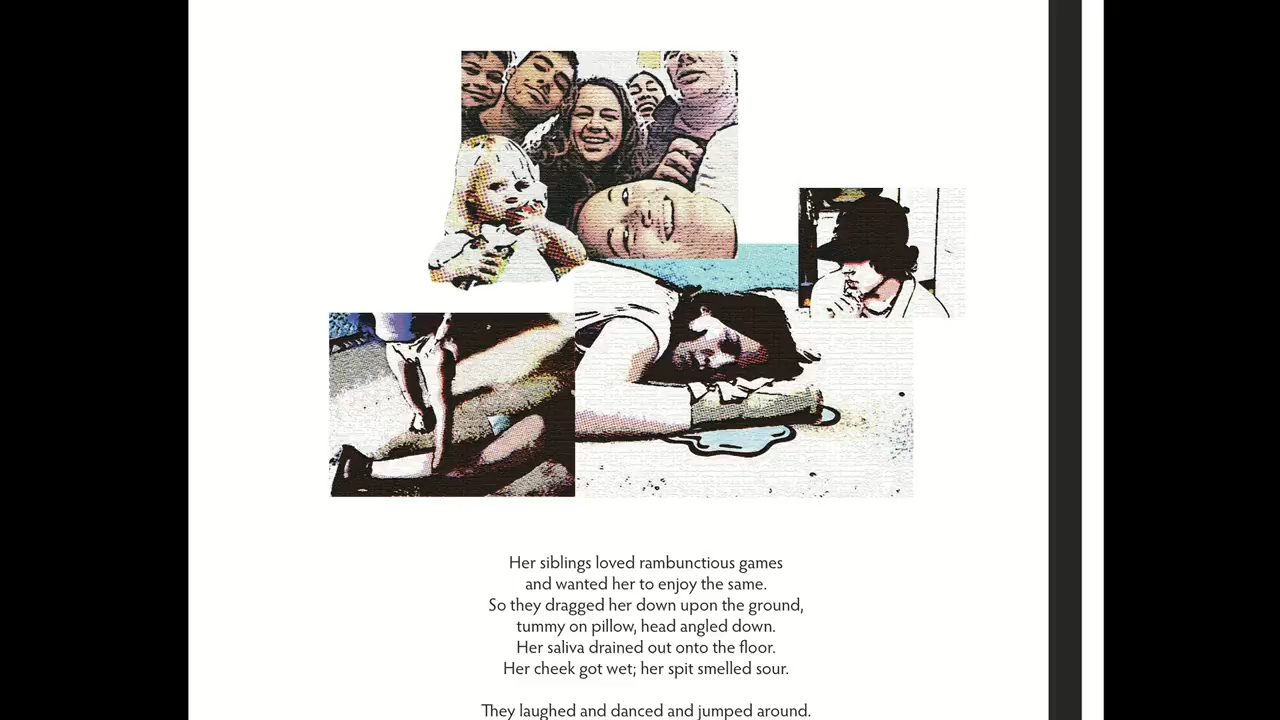 Her siblings loved rambunctious games
and wanted her to enjoy the same.
So they dragged her down upon the ground,
tummy on pillow, head angled down.
Her saliva drained out onto the floor.
Her cheek got wet; her spit smelled sour.
They laughed and danced and jumped around.